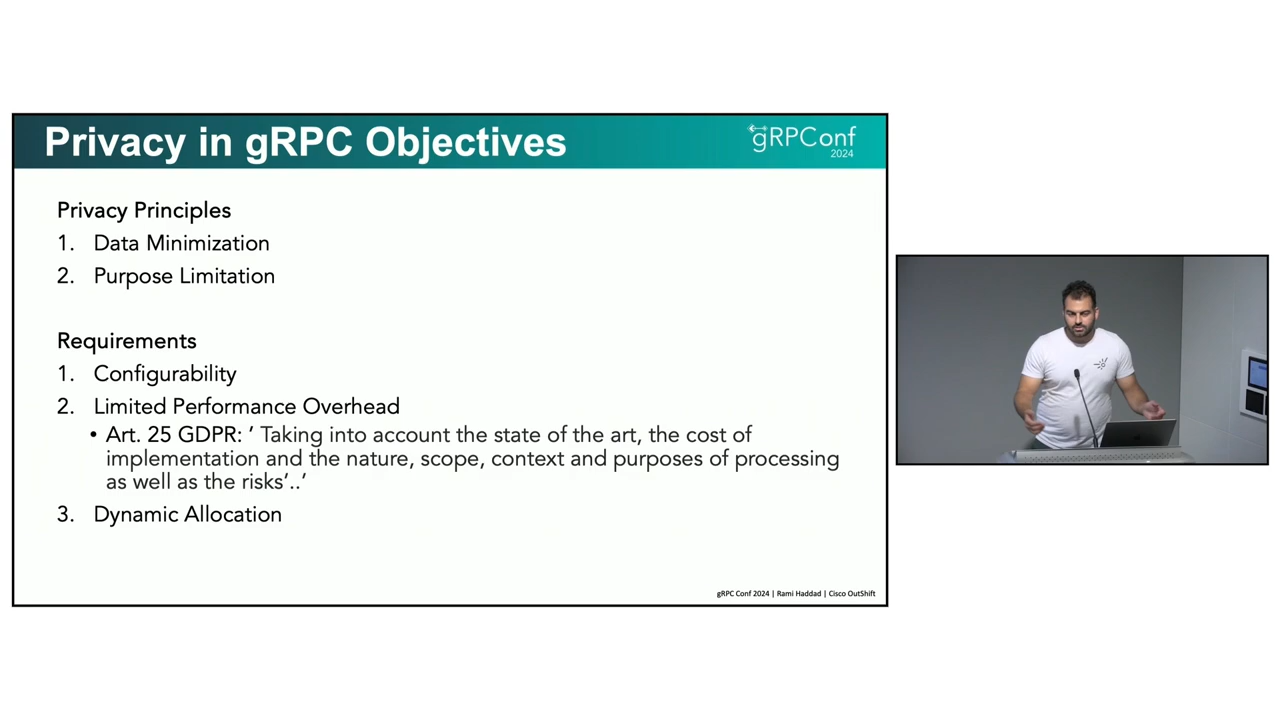 Privacy in gRPC Objectives
gRPConf
2024
Privacy Principles
1. Data Minimization
2. Purpose Limitation
Requirements
1. Configurability
2. Limited Performance Overhead
• Art. 25 GDPR: ‘ Taking into account the state of the art, the cost of
implementation and the nature, scope, context and purposes of processing
as well as the risks’..’
3. Dynamic Allocation
gRPC Conf 2024 | Rami Haddad | Cisco OutShift